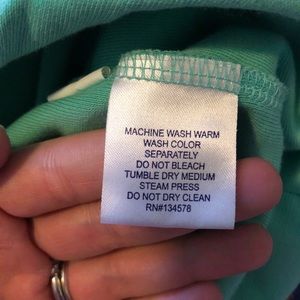 MACHINE WASH WARM
WASH COLOR
SEPARATELY
DO NOT BLEACH
TUMBLE DRY MEDIUM
STEAM PRESS
DO NOT DRY CLEAN
RN#134578